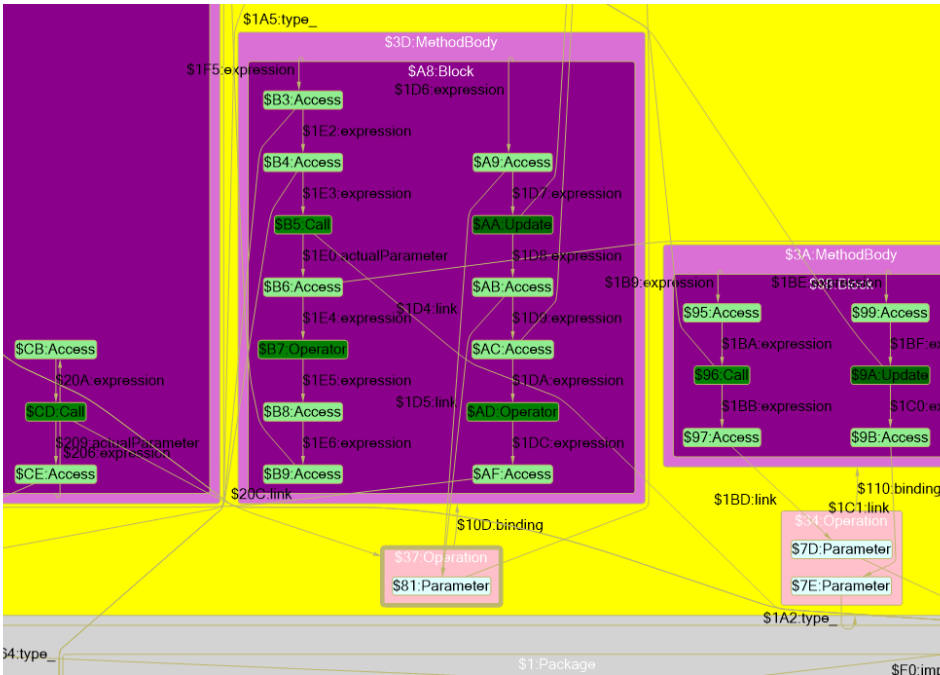 $1A5:type_
$3D:MethodBody
$1F5:expression
$A8:Block
$1D6:expression
$B3:Access
$1E2:expression
$B4:Access
$A9:Access
$1E3:expression
$1D7:expression
$B5:Call
$AA:Update
$1E0:actualParameter
$1D8:expression
$3A:MethodBody
$B6:Access
$AB:Access
$1B9:expression
$1D4:link
$95:Access
$99:Access
$1E4:expression
$1D9:expression
$1BA:expression
$CB:Access
$B7:Operator
$AC:Access
$20A:expression
$1E5:expression
$1DA:expression
$96:Call
$9A:Update
$1D5:link
$1BB:expression
$CD:Call
$B8:Access
$AD:Operator
$209:actualParameter
$206:expression
$1E6:expression
$1DC:expression
$97:Access
$9B:Access
$CE:Access
$B9:Access
$AF:Access
$20C:link
$110:binding
$1BD:link
$1C1:link
$10D:binding
$34:Operation
$37:Operation
$7D:Parameter
$81:Parameter
$7E:Parameter
$1A2:type_
64:type_
$1:Package
$F0:imp